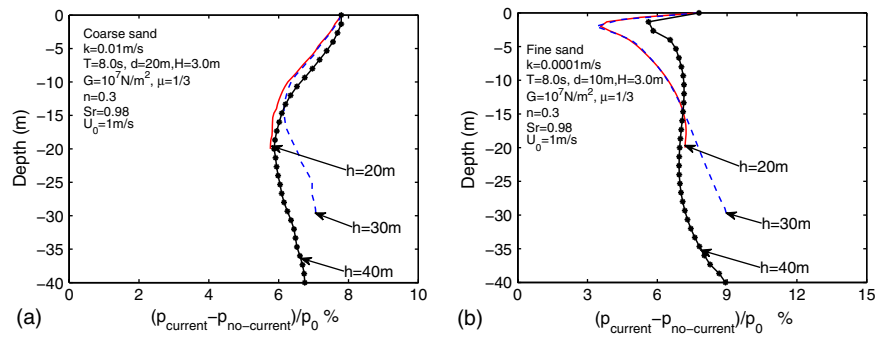 0
−5
−10
−15
−20
−25
−30
−35
−40
Depth (m)
Coarse sand
k=0.01m/s
T=8.0s, d=20m,H=3.0m
G=10⁷N/m², μ=1/3
n=0.3
Sr=0.98
U₀=1m/s
h=20m
h=30m
h=40m
0 2 4 6 8 10
(a) (p_current−p_no−current)/p₀ %
0
−5
−10
−15
−20
−25
−30
−35
−40
Depth (m)
Fine sand
k=0.0001m/s
T=8.0s, d=10m,H=3.0m
G=10⁷N/m², μ=1/3
n=0.3
Sr=0.98
U₀=1m/s
h=20m
h=30m
h=40m
0 3 6 9 12 15
(b) (p_current−p_no−current)/p₀ %